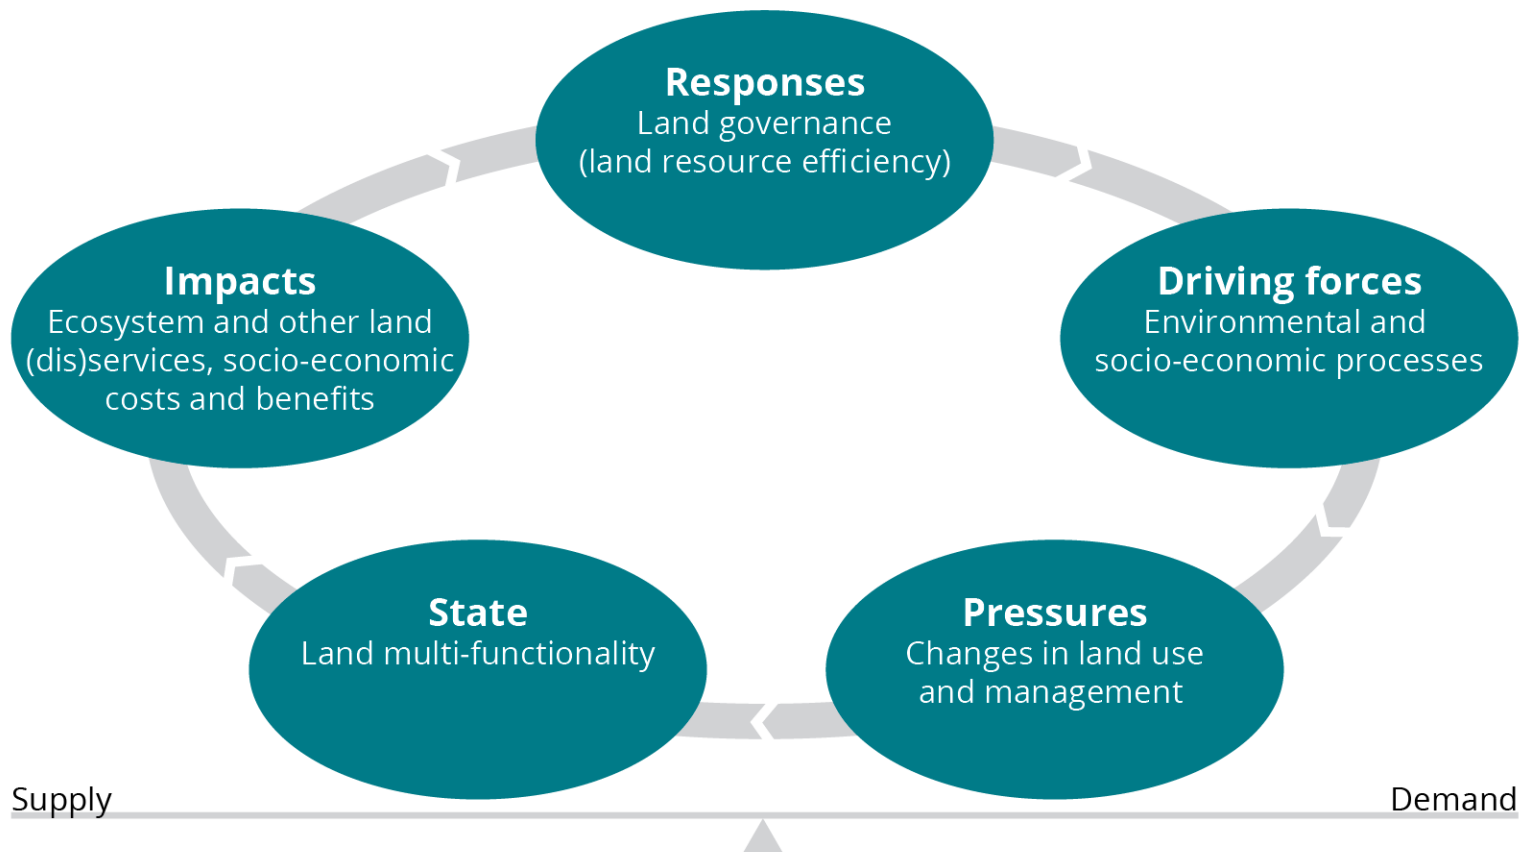 Responses
Land governance
(land resource efficiency)
Impacts
Ecosystem and other land
(dis)services, socio-economic
costs and benefits
Driving forces
Environmental and
socio-economic processes
State
Land multi-functionality
Pressures
Changes in land use
and management
Supply
Demand